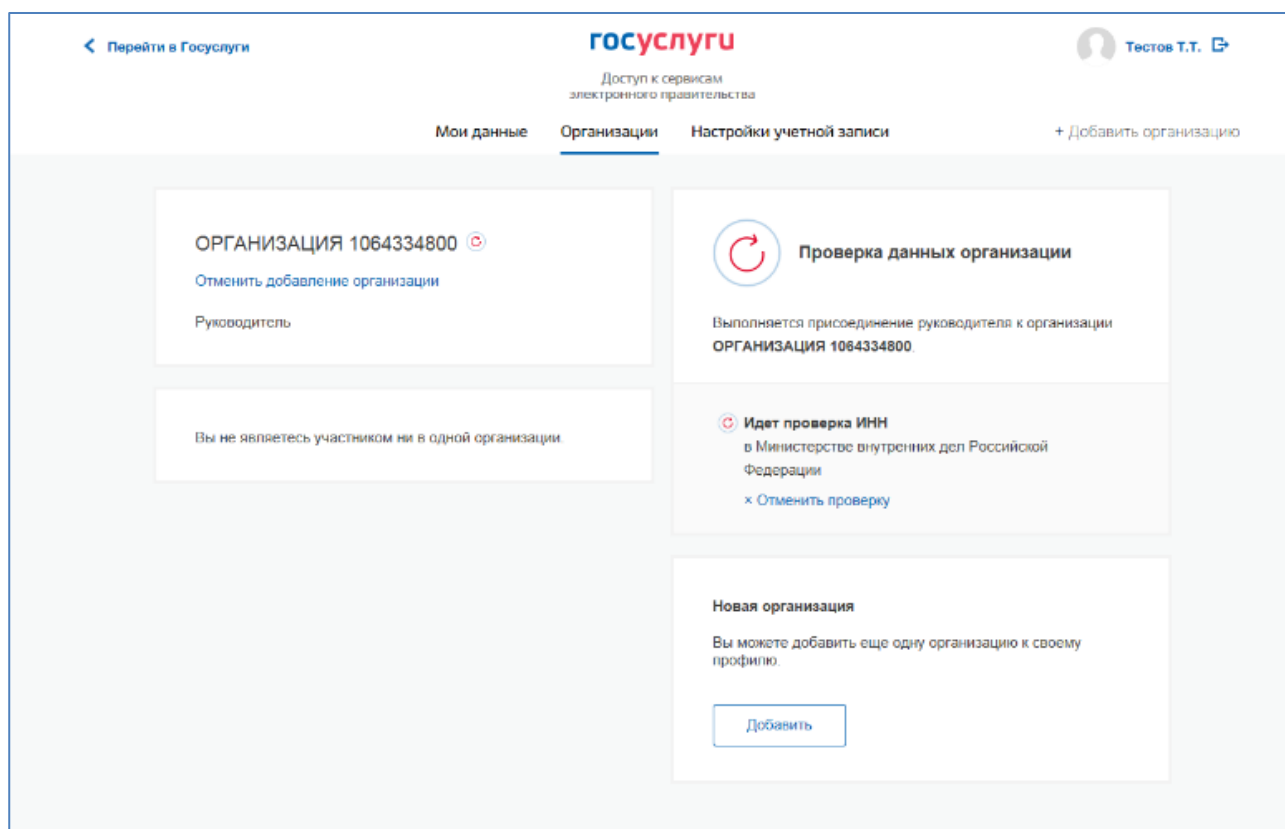 Перейти в Госуслуги
госуслуги
Тестов Т.Т.
Доступ к сервисам
электронного правительства
Мои данные
Организации
Настройки учетной записи
+ Добавить организацию
ОРГАНИЗАЦИЯ 1064334800
Отменить добавление организации
Руководитель
Вы не являетесь участником ни в одной организации.
Проверка данных организации
Выполняется присоединение руководителя к организации
ОРГАНИЗАЦИЯ 1064334800.
Идет проверка ИНН
в Министерстве внутренних дел Российской
Федерации
× Отменить проверку
Новая организация
Вы можете добавить еще одну организацию к своему
профилю.
Добавить